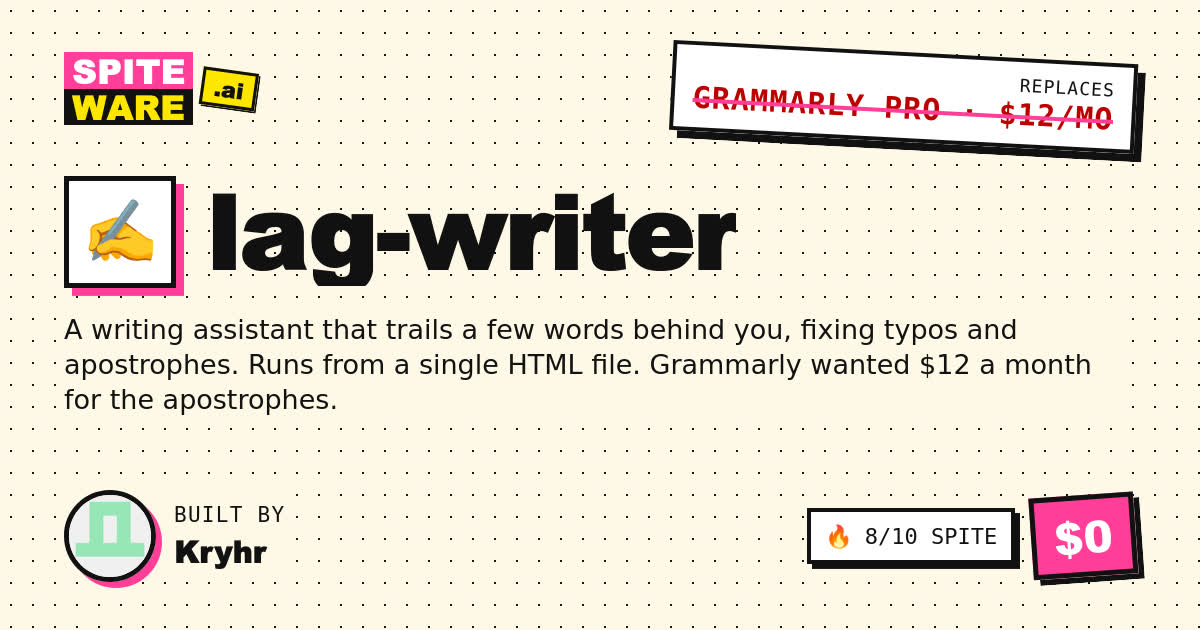 SPITE
WARE
.ai
REPLACES
GRAMMARLY PRO · $12/MO
lag-writer
A writing assistant that trails a few words behind you, fixing typos and
apostrophes. Runs from a single HTML file. Grammarly wanted $12 a month
for the apostrophes.
BUILT BY
Kryhr
🔥 8/10 SPITE
$0